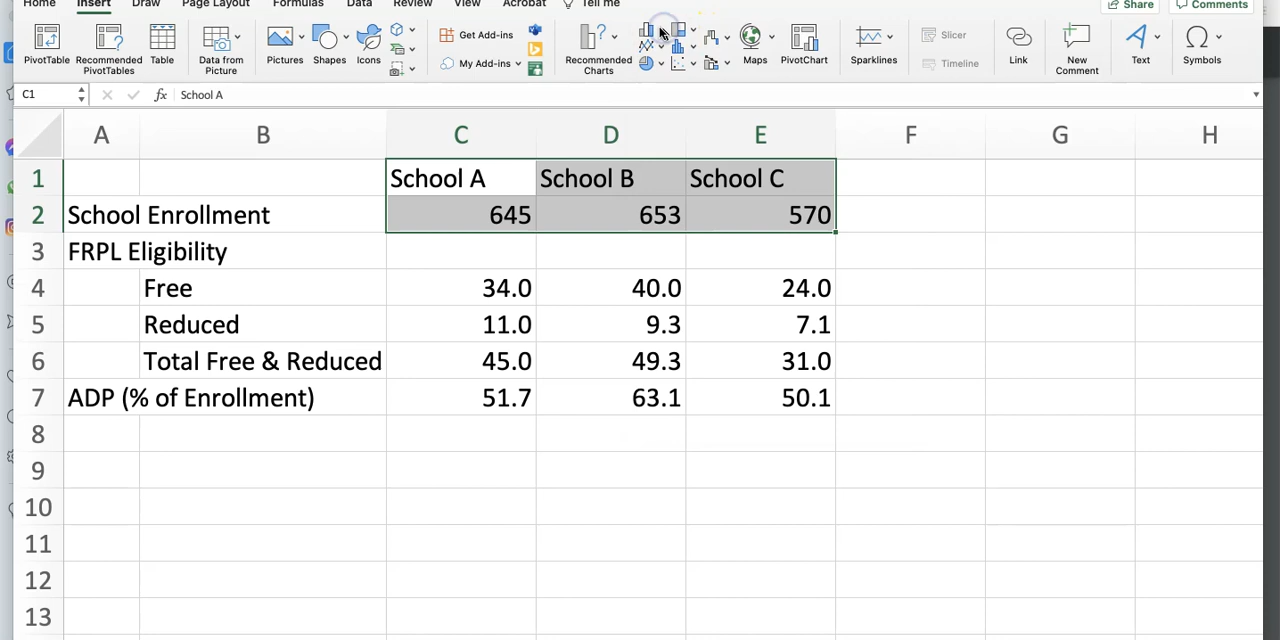 Home Insert Draw Page Layout Formulas Data Review View Acrobat Tell me Share Comments
PivotTable Recommended PivotTables Table Data from Picture Pictures Shapes Icons Get Add-ins My Add-ins Recommended Charts Maps PivotChart Sparklines Slicer Timeline Link New Comment Text Symbols
C1 fx School A
A B C D E F G H
1 School A School B School C
2 School Enrollment 645 653 570
3 FRPL Eligibility
4 Free 34.0 40.0 24.0
5 Reduced 11.0 9.3 7.1
6 Total Free & Reduced 45.0 49.3 31.0
7 ADP (% of Enrollment) 51.7 63.1 50.1
8
9
10
11
12
13